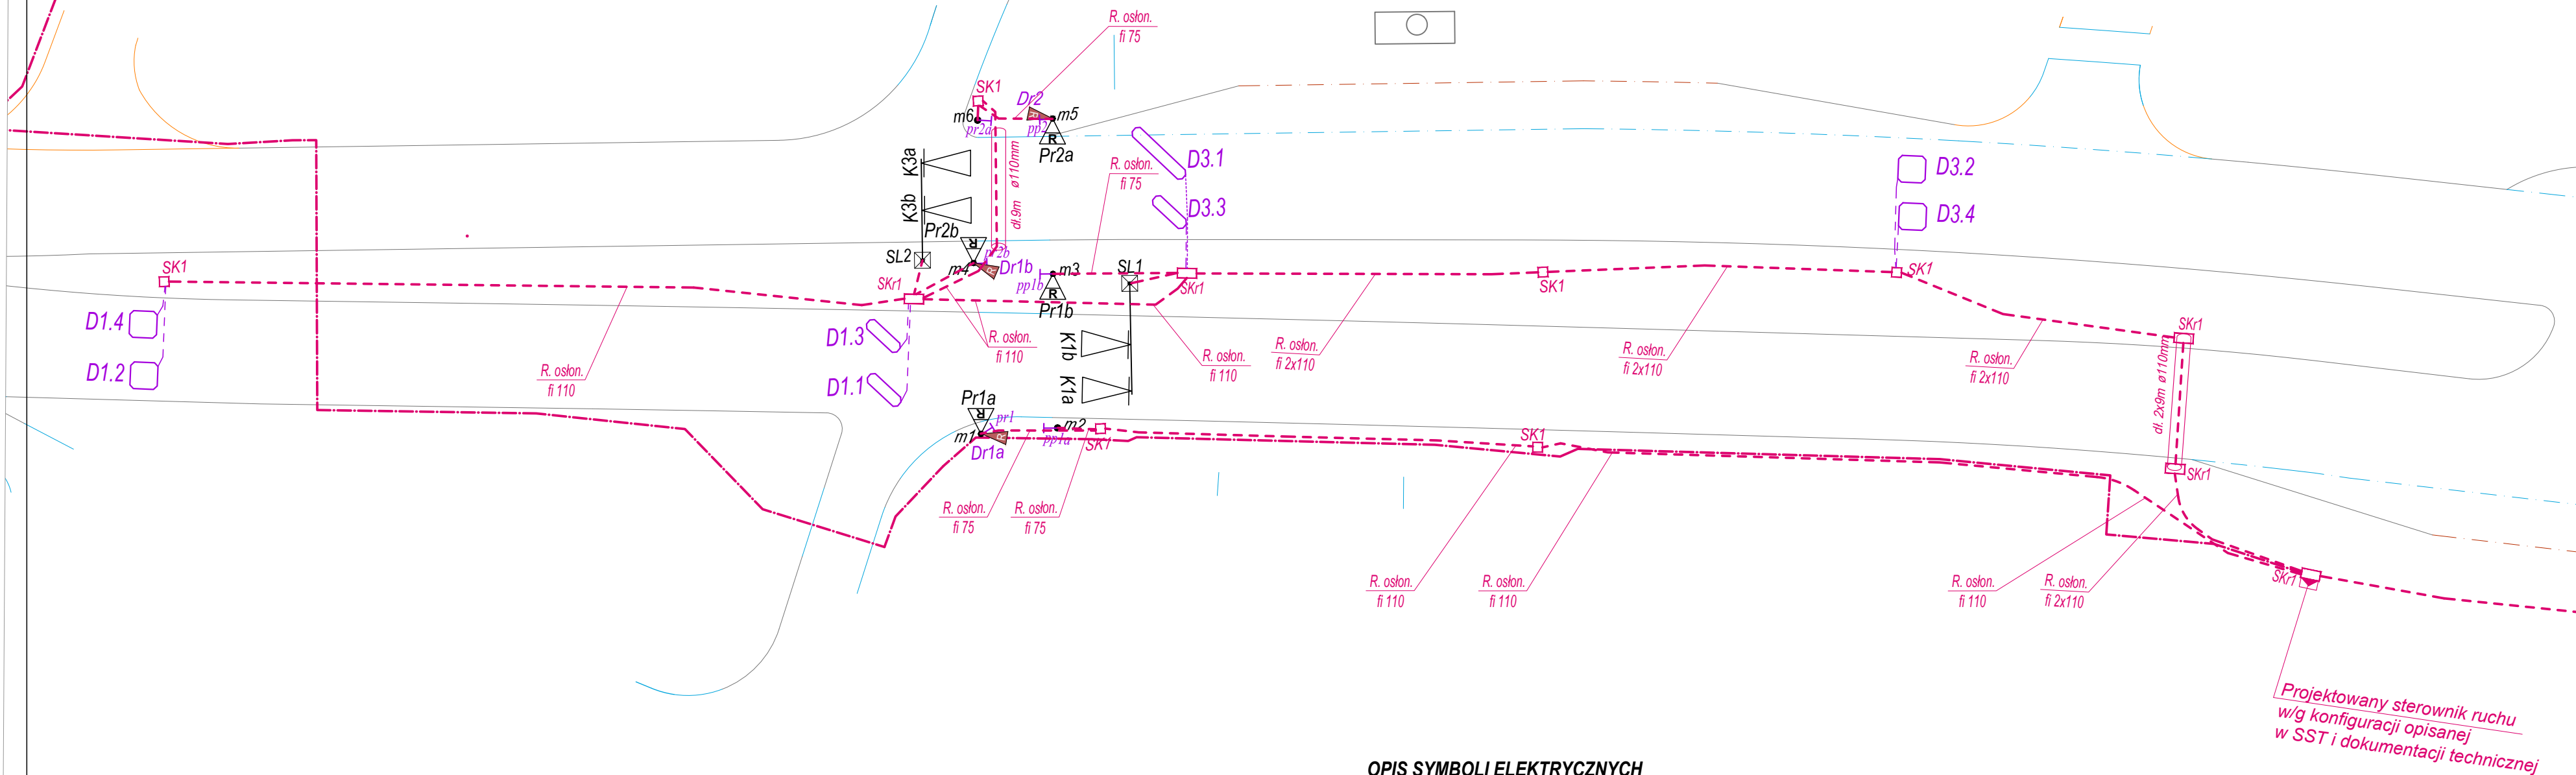 R. osłon.
fi 75
SK1
Dr2
R
m6
m5
pr2a
pp2
R
Pr2a
K3a
dł.9m ø110mm
D3.1
R. osłon.
fi 75
D3.2
K3b
D3.3
D3.4
Pr2b
R
SL2
m4
pr2b
Dr1b
R
m3
SL1
SK1
pp1b
R
Pr1b
SKr1
SKr1
SK1
SK1
D1.4
D1.3
R. osłon.
fi 110
K1b
R. osłon.
fi 110
R. osłon.
fi 2x110
R. osłon.
fi 2x110
R. osłon.
fi 2x110
SKr1
dł. 2x9m ø110mm
D1.2
R. osłon.
fi 110
D1.1
K1a
Pr1a
R
pr1
m1
R
Dr1a
m2
pp1a
SK1
SK1
SKr1
R. osłon.
fi 75
R. osłon.
fi 75
R. osłon.
fi 110
R. osłon.
fi 110
R. osłon.
fi 110
R. osłon.
fi 2x110
SKr1
Projektowany sterownik ruchu
w/g konfiguracji opisanej
w SST i dokumentacji technicznej
OPIS SYMBOLI ELEKTRYCZNYCH